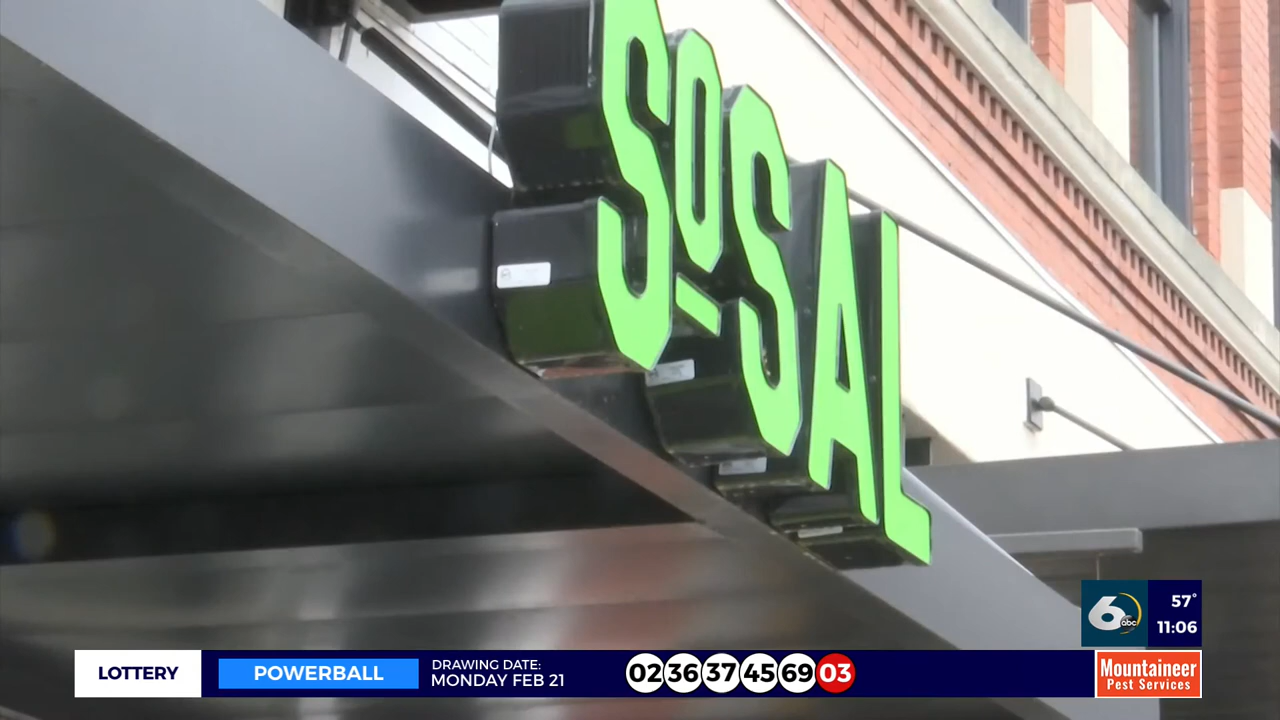 SOSAL
6
abc
57°
11:06
LOTTERY
POWERBALL
DRAWING DATE:
MONDAY FEB 21
02 36 37 45 69 03
Mountaineer
Pest Services